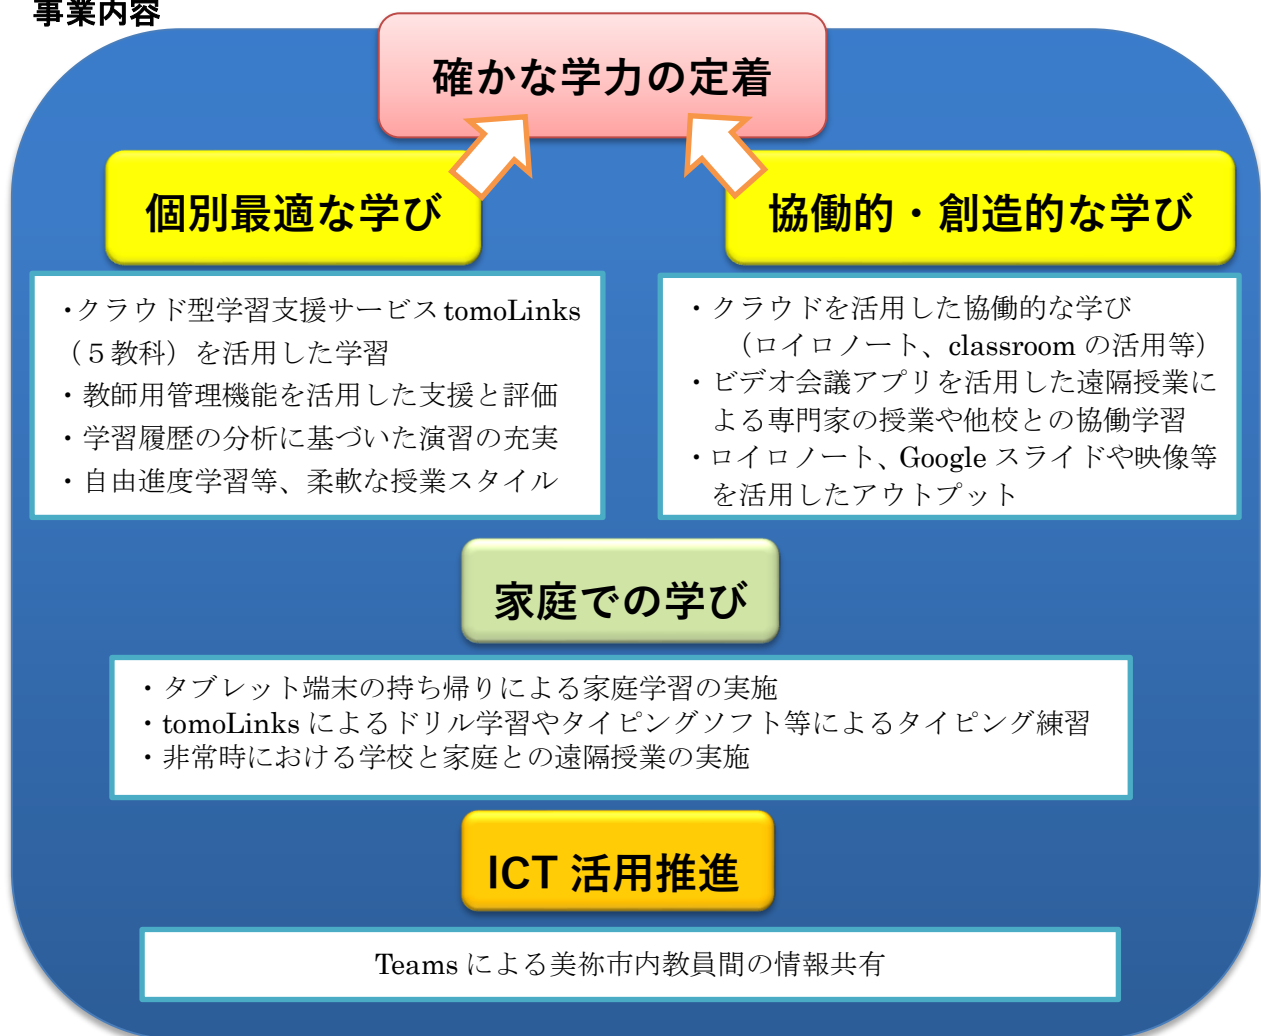 事業内容
確かな学力の定着
個別最適な学び
・クラウド型学習支援サービス tomoLinks
（５教科）を活用した学習
・教師用管理機能を活用した支援と評価
・学習履歴の分析に基づいた演習の充実
・自由進度学習等、柔軟な授業スタイル
協働的・創造的な学び
・クラウドを活用した協働的な学び
（ロイロノート、classroom の活用等）
・ビデオ会議アプリを活用した遠隔授業に
よる専門家の授業や他校との協働学習
・ロイロノート、Google スライドや映像等
を活用したアウトプット
家庭での学び
・タブレット端末の持ち帰りによる家庭学習の実施
・tomoLinks によるドリル学習やタイピングソフト等によるタイピング練習
・非常時における学校と家庭との遠隔授業の実施
ICT 活用推進
Teams による美祢市内教員間の情報共有